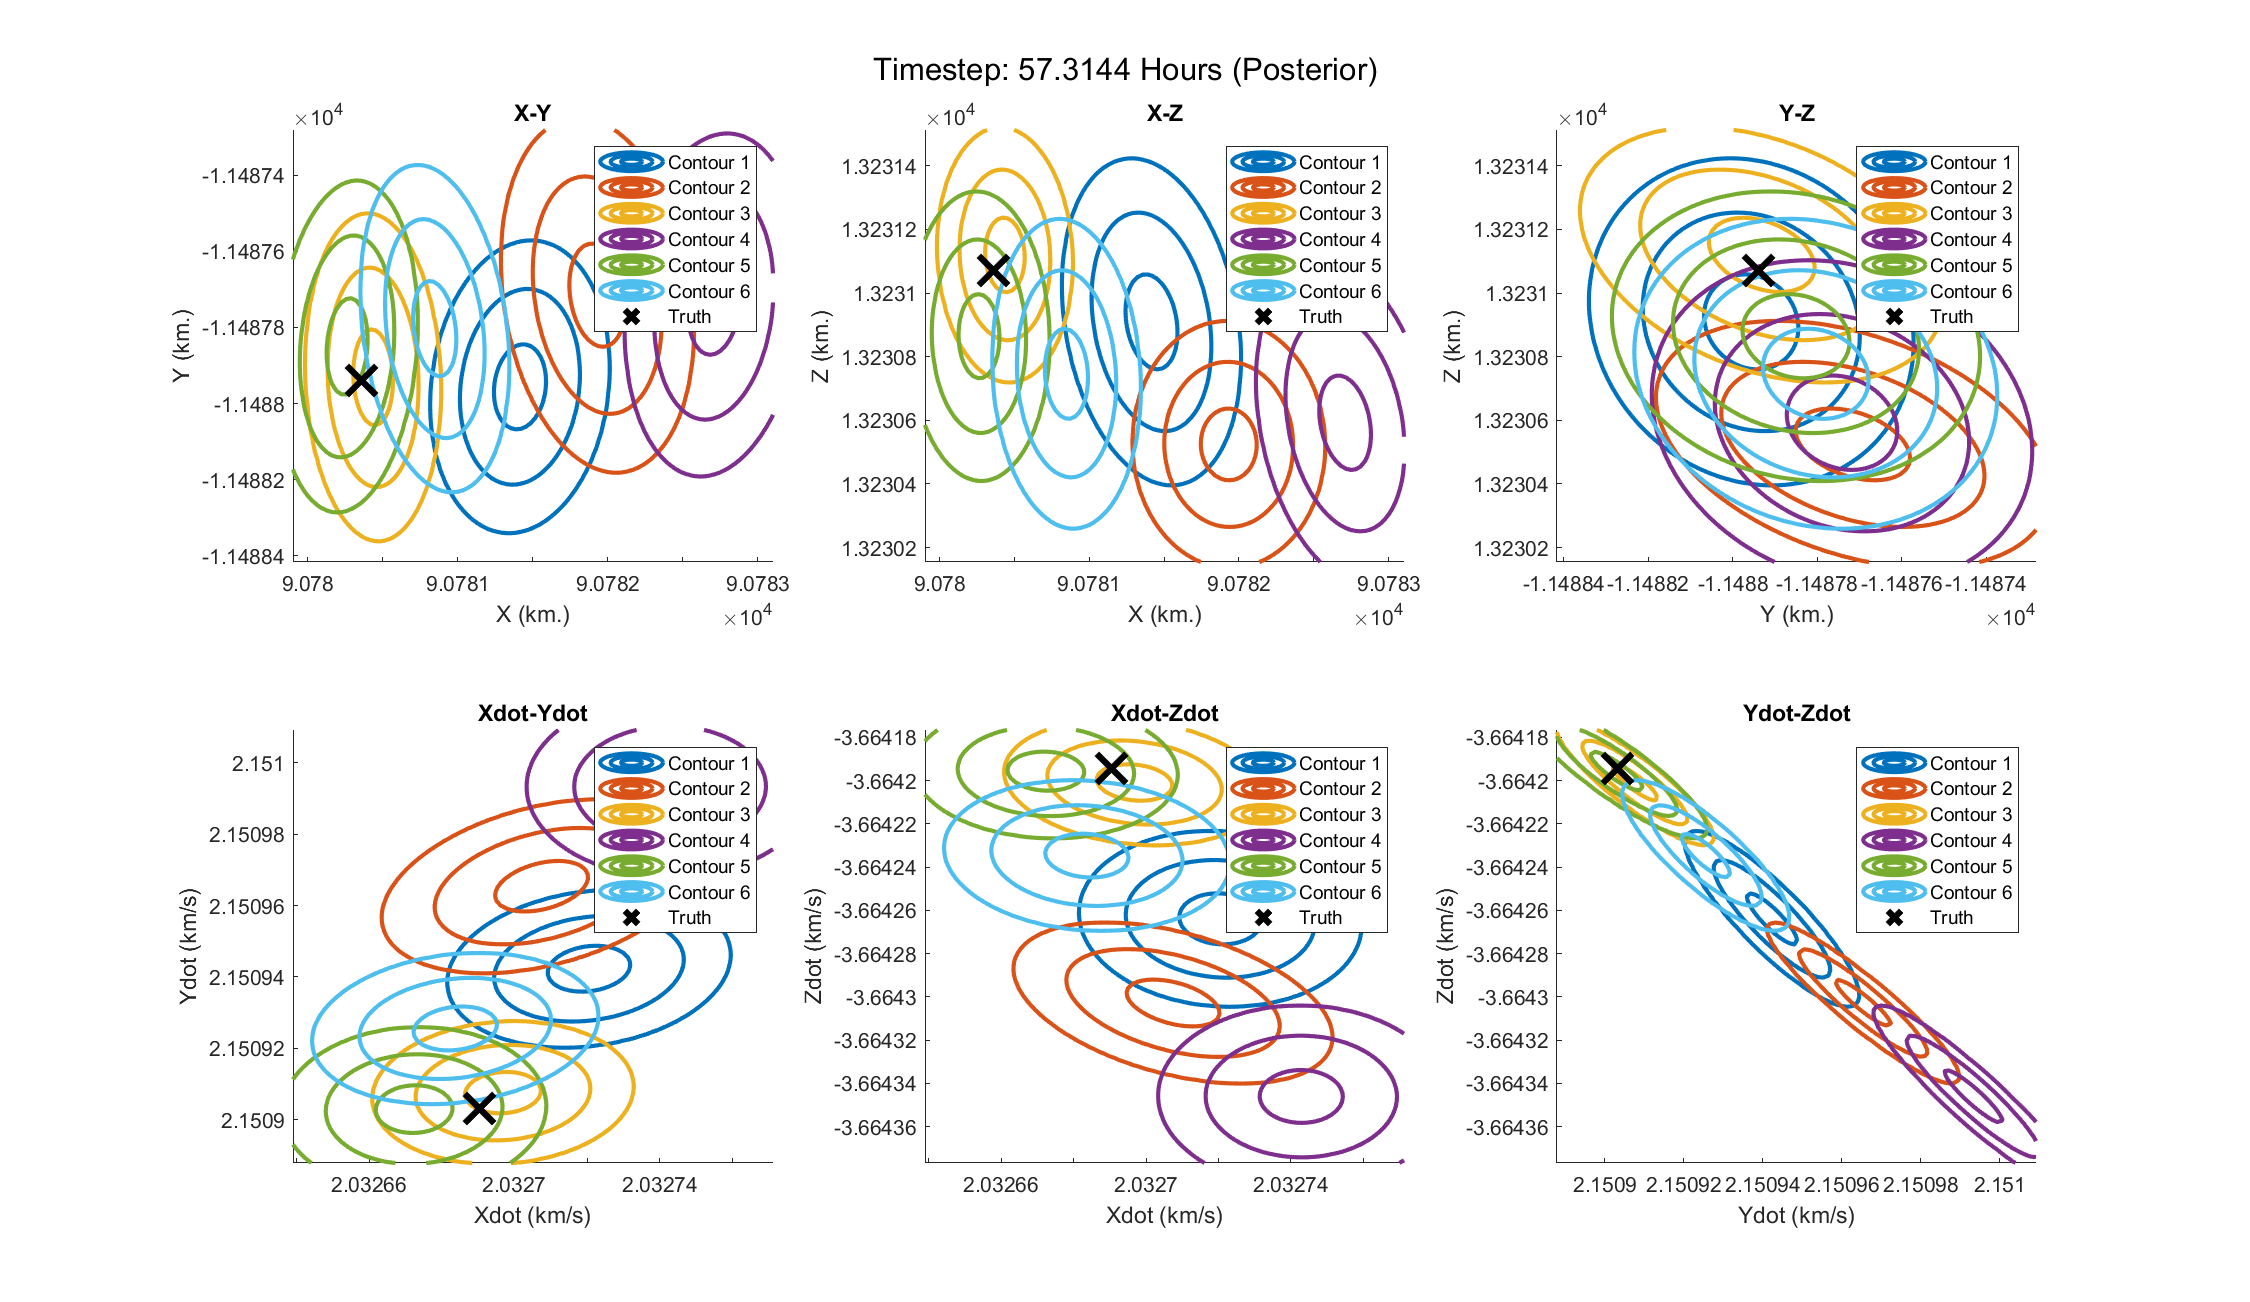 Timestep: 57.3144 Hours (Posterior)
X-Y
×10^4
-1.14874
-1.14876
-1.14878
-1.1488
-1.14882
-1.14884
Y (km.)
9.078 9.0781 9.0782 9.0783
X (km.)
×10^4
Contour 1
Contour 2
Contour 3
Contour 4
Contour 5
Contour 6
Truth
X-Z
×10^4
1.32314
1.32312
1.3231
1.32308
1.32306
1.32304
1.32302
Z (km.)
9.078 9.0781 9.0782 9.0783
X (km.)
×10^4
Contour 1
Contour 2
Contour 3
Contour 4
Contour 5
Contour 6
Truth
Y-Z
×10^4
1.32314
1.32312
1.3231
1.32308
1.32306
1.32304
1.32302
Z (km.)
-1.14884 -1.14882 -1.1488 -1.14878 -1.14876 -1.14874
Y (km.)
×10^4
Contour 1
Contour 2
Contour 3
Contour 4
Contour 5
Contour 6
Truth
Xdot-Ydot
2.151
2.15098
2.15096
2.15094
2.15092
2.1509
Ydot (km/s)
2.03266 2.0327 2.03274
Xdot (km/s)
Contour 1
Contour 2
Contour 3
Contour 4
Contour 5
Contour 6
Truth
Xdot-Zdot
-3.66418
-3.6642
-3.66422
-3.66424
-3.66426
-3.66428
-3.6643
-3.66432
-3.66434
-3.66436
Zdot (km/s)
2.03266 2.0327 2.03274
Xdot (km/s)
Contour 1
Contour 2
Contour 3
Contour 4
Contour 5
Contour 6
Truth
Ydot-Zdot
-3.66418
-3.6642
-3.66422
-3.66424
-3.66426
-3.66428
-3.6643
-3.66432
-3.66434
-3.66436
Zdot (km/s)
2.1509 2.15092 2.15094 2.15096 2.15098 2.151
Ydot (km/s)
Contour 1
Contour 2
Contour 3
Contour 4
Contour 5
Contour 6
Truth